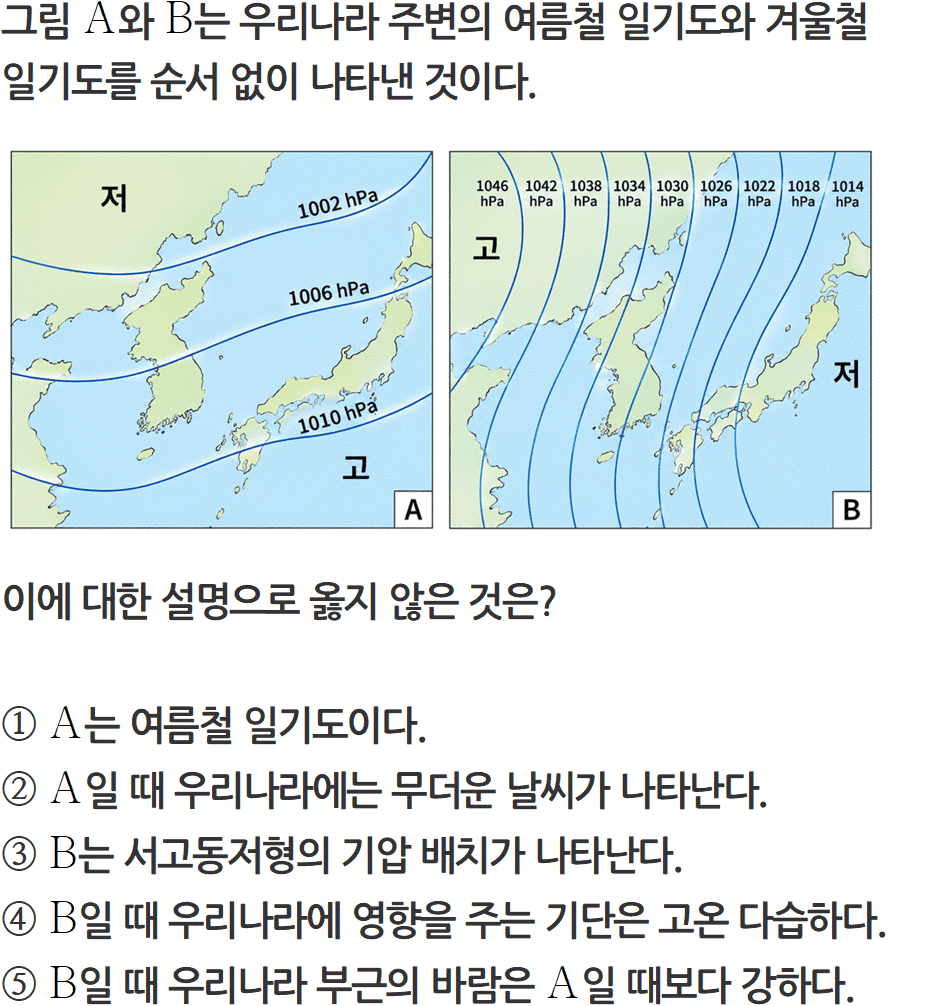 그림 A와 B는 우리나라 주변의 여름철 일기도와 겨울철
일기도를 순서 없이 나타낸 것이다.
저
1002 hPa
1006 hPa
1010 hPa
고
A
1046 hPa
1042 hPa
1038 hPa
1034 hPa
1030 hPa
1026 hPa
1022 hPa
1018 hPa
1014 hPa
고
저
B
이에 대한 설명으로 옳지 않은 것은?
① A는 여름철 일기도이다.
② A일 때 우리나라에는 무더운 날씨가 나타난다.
③ B는 서고동저형의 기압 배치가 나타난다.
④ B일 때 우리나라에 영향을 주는 기단은 고온 다습하다.
⑤ B일 때 우리나라 부근의 바람은 A일 때보다 강하다.